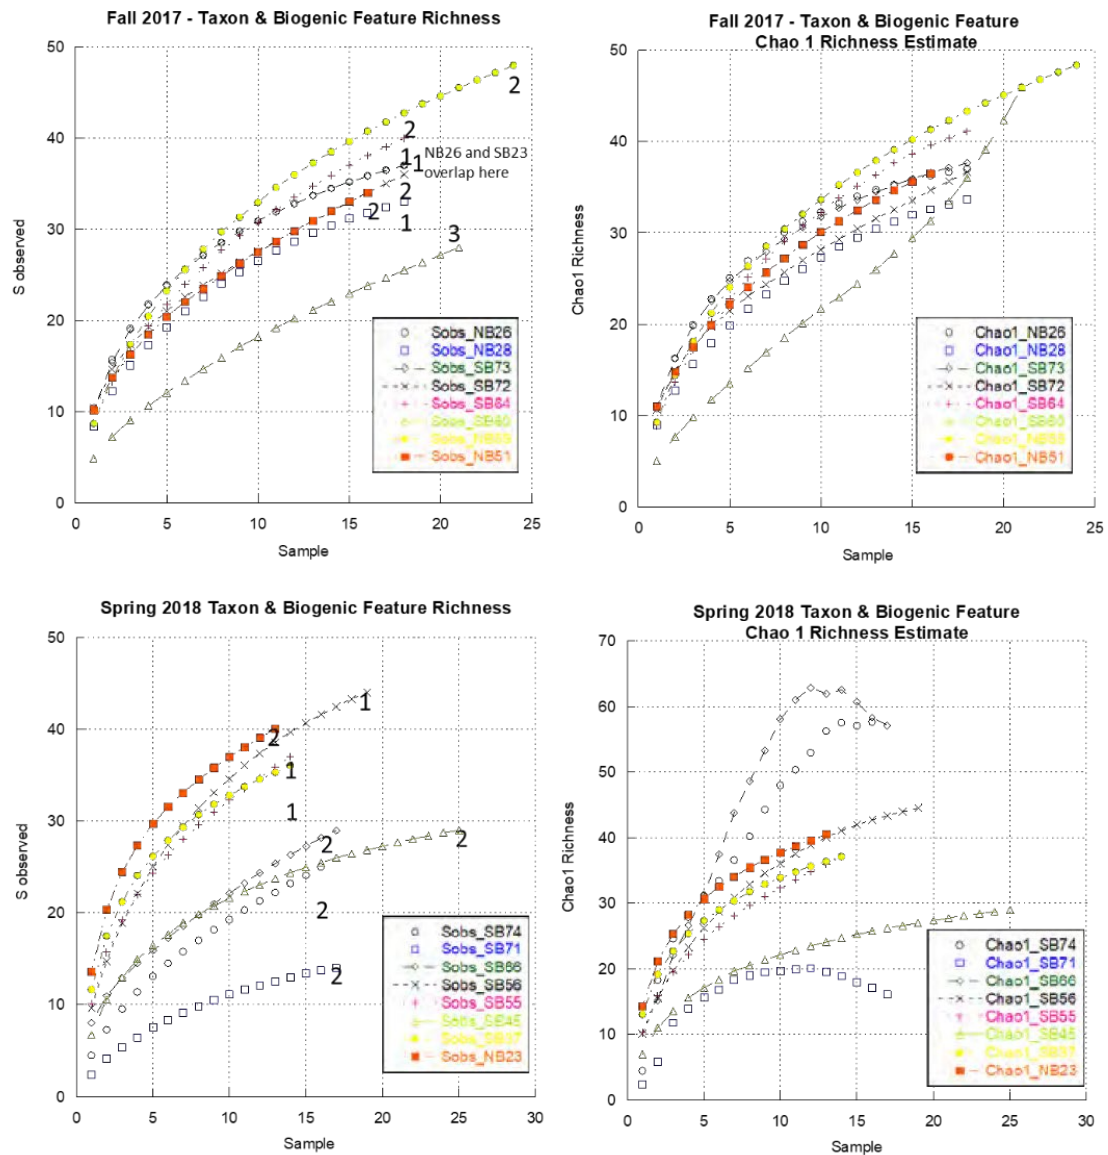 Fall 2017 - Taxon & Biogenic Feature Richness
50
40
30
20
10
0
0 5 10 15 20 25
S observed
Sample
2
2
1
1
NB26 and SB23
overlap here
2
2
1
3
Sobs_NB26
Sobs_NB28
Sobs_SB73
Sobs_SB72
Sobs_SB64
Sobs_SB60
Sobs_NB51
Fall 2017 - Taxon & Biogenic Feature
Chao 1 Richness Estimate
50
40
30
20
10
0
0 5 10 15 20 25
Chao1 Richness
Sample
Chao1_NB26
Chao1_NB28
Chao1_SB73
Chao1_SB72
Chao1_SB64
Chao1_SB60
Chao1_NB51
Spring 2018 Taxon & Biogenic Feature Richness
50
40
30
20
10
0
0 5 10 15 20 25 30
S observed
Sample
1
2
1
1
2
2
2
2
Sobs_SB74
Sobs_SB71
Sobs_SB66
Sobs_SB56
Sobs_SB55
Sobs_SB45
Sobs_SB37
Sobs_NB23
Spring 2018 Taxon & Biogenic Feature
Chao 1 Richness Estimate
70
60
50
40
30
20
10
0
0 5 10 15 20 25 30
Chao1 Richness
Sample
Chao1_SB74
Chao1_SB71
Chao1_SB66
Chao1_SB56
Chao1_SB55
Chao1_SB45
Chao1_SB37
Chao1_NB23